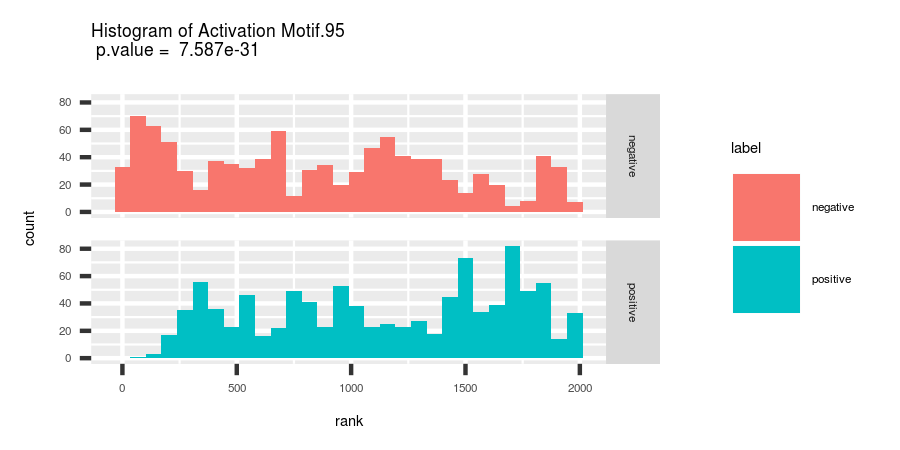 Histogram of Activation Motif.95
p.value = 7.587e-31
count
80
60
40
20
0
negative
80
60
40
20
0
positive
0 500 1000 1500 2000
rank
label
negative
positive